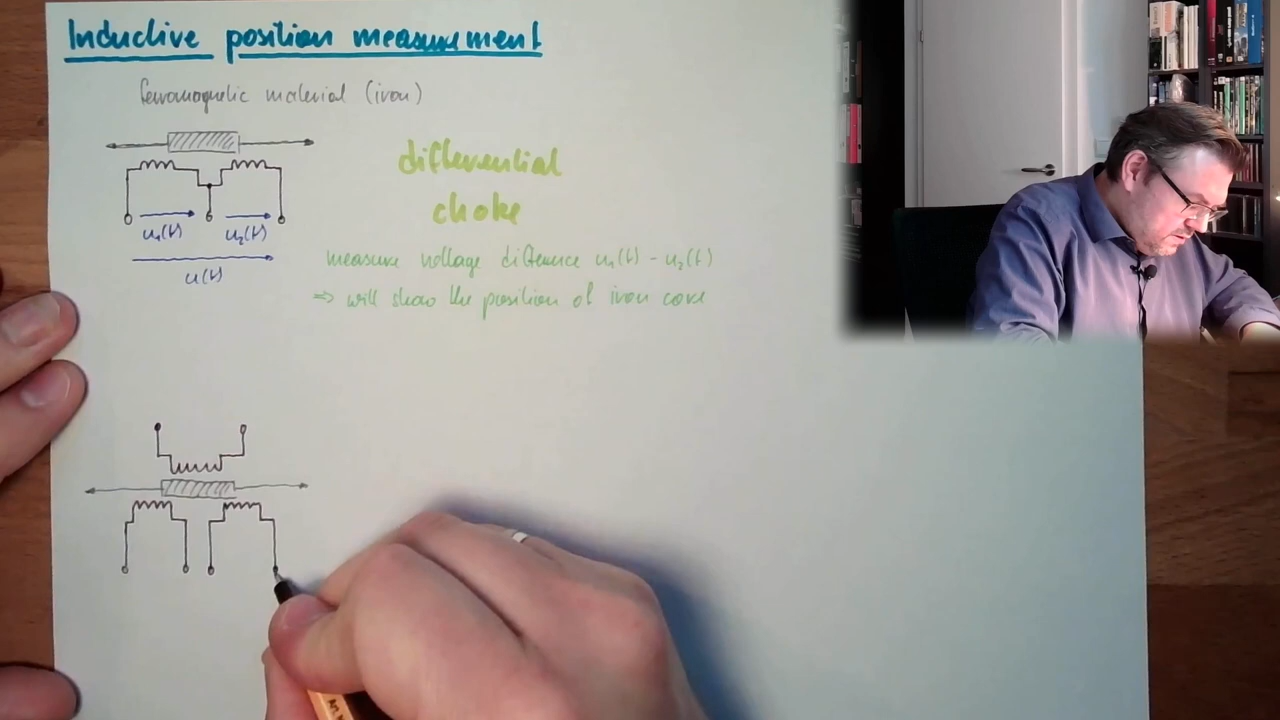 Inductive position measurement
ferromagnetic material (iron)
differential
choke
u₁(t) u₂(t)
u(t)
measure voltage difference u₁(t) - u₂(t)
⇒ will show the position of iron core